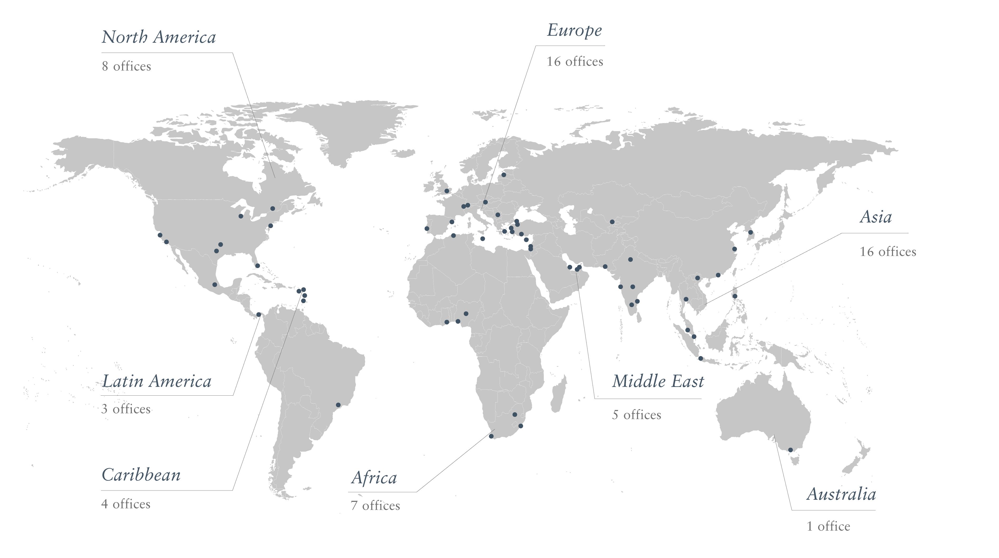 North America
8 offices
Europe
16 offices
Asia
16 offices
Latin America
3 offices
Middle East
5 offices
Caribbean
4 offices
Africa
7 offices
Australia
1 office